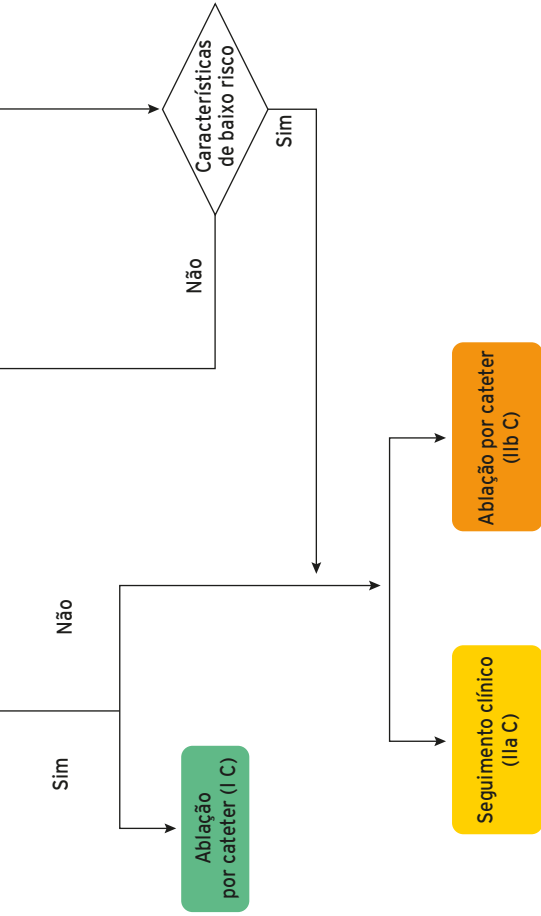 Características
de baixo risco
Sim
Não
Não
Sim
Ablação
por cateter (I C)
Ablação por cateter
(IIb C)
Seguimento clínico
(IIa C)